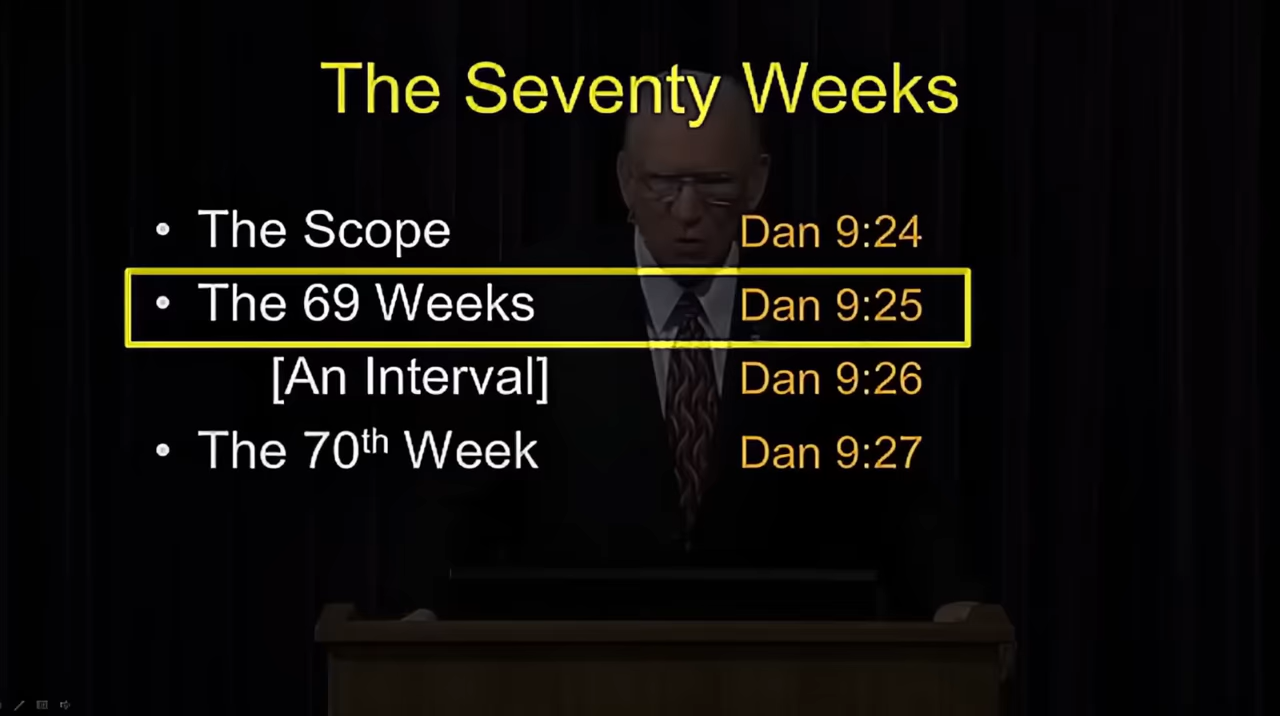 The Seventy Weeks
• The Scope Dan 9:24
• The 69 Weeks Dan 9:25
[An Interval] Dan 9:26
• The 70th Week Dan 9:27